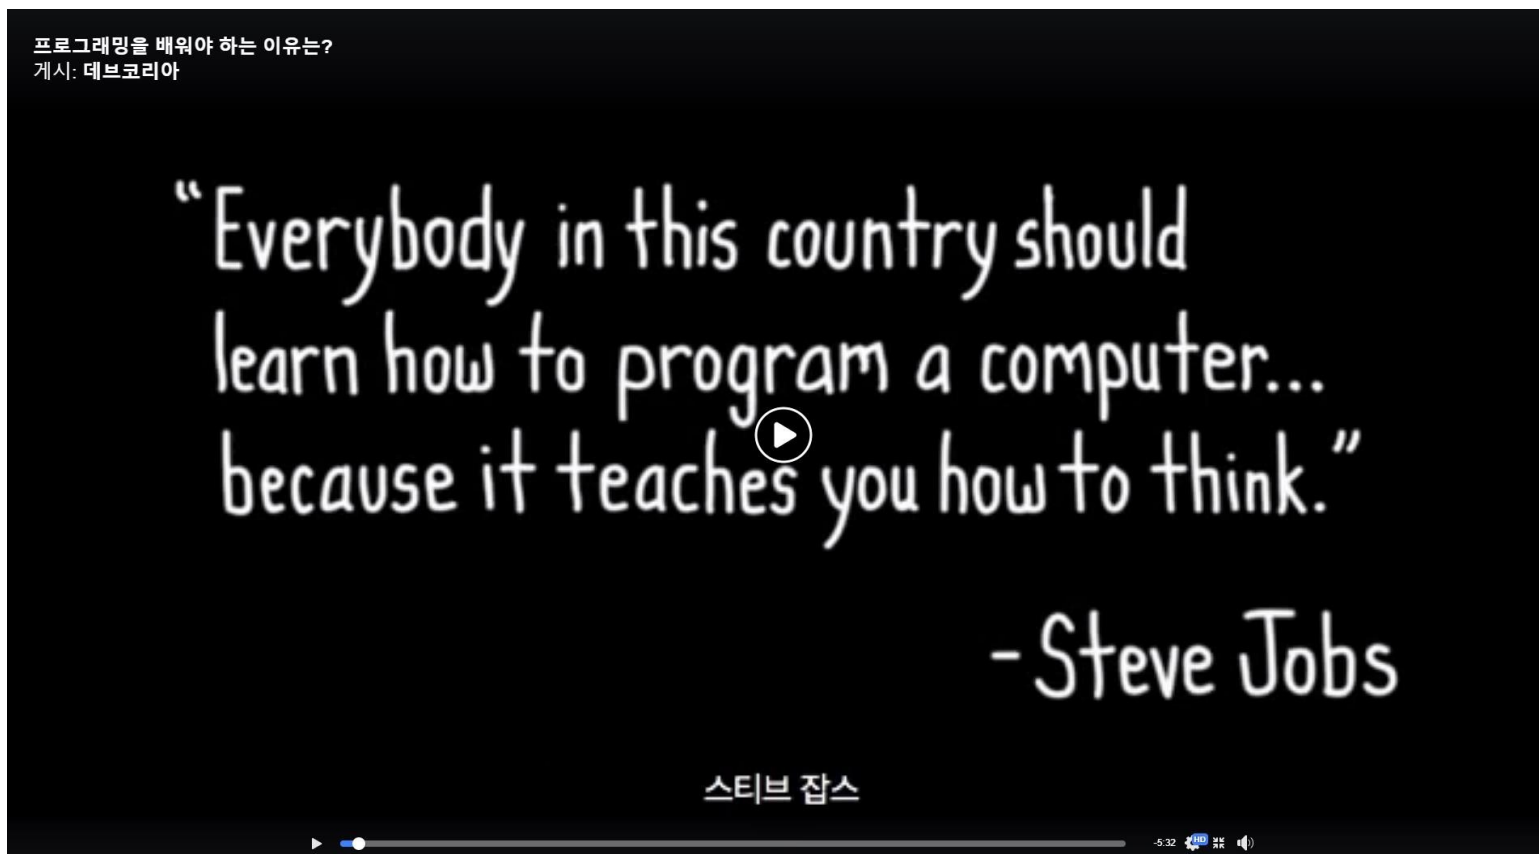 프로그래밍을 배워야 하는 이유는?
게시: 데브코리아
“Everybody in this country should
learn how to program a computer...
because it teaches you how to think.”
-Steve Jobs
스티브 잡스
-5:32 HD